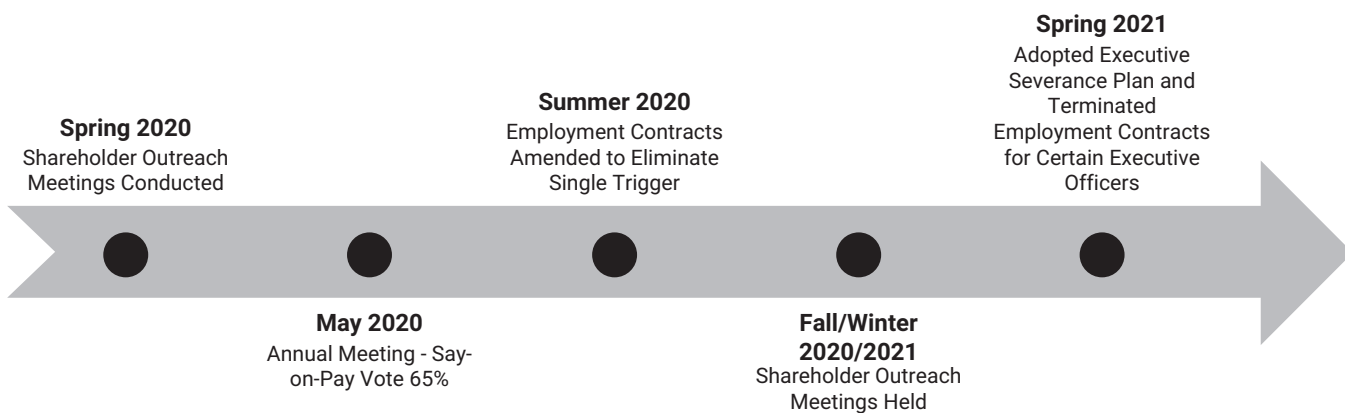 Spring 2020
Shareholder Outreach
Meetings Conducted
May 2020
Annual Meeting - Say-
on-Pay Vote 65%
Summer 2020
Employment Contracts
Amended to Eliminate
Single Trigger
Fall/Winter
2020/2021
Shareholder Outreach
Meetings Held
Spring 2021
Adopted Executive
Severance Plan and
Terminated
Employment Contracts
for Certain Executive
Officers